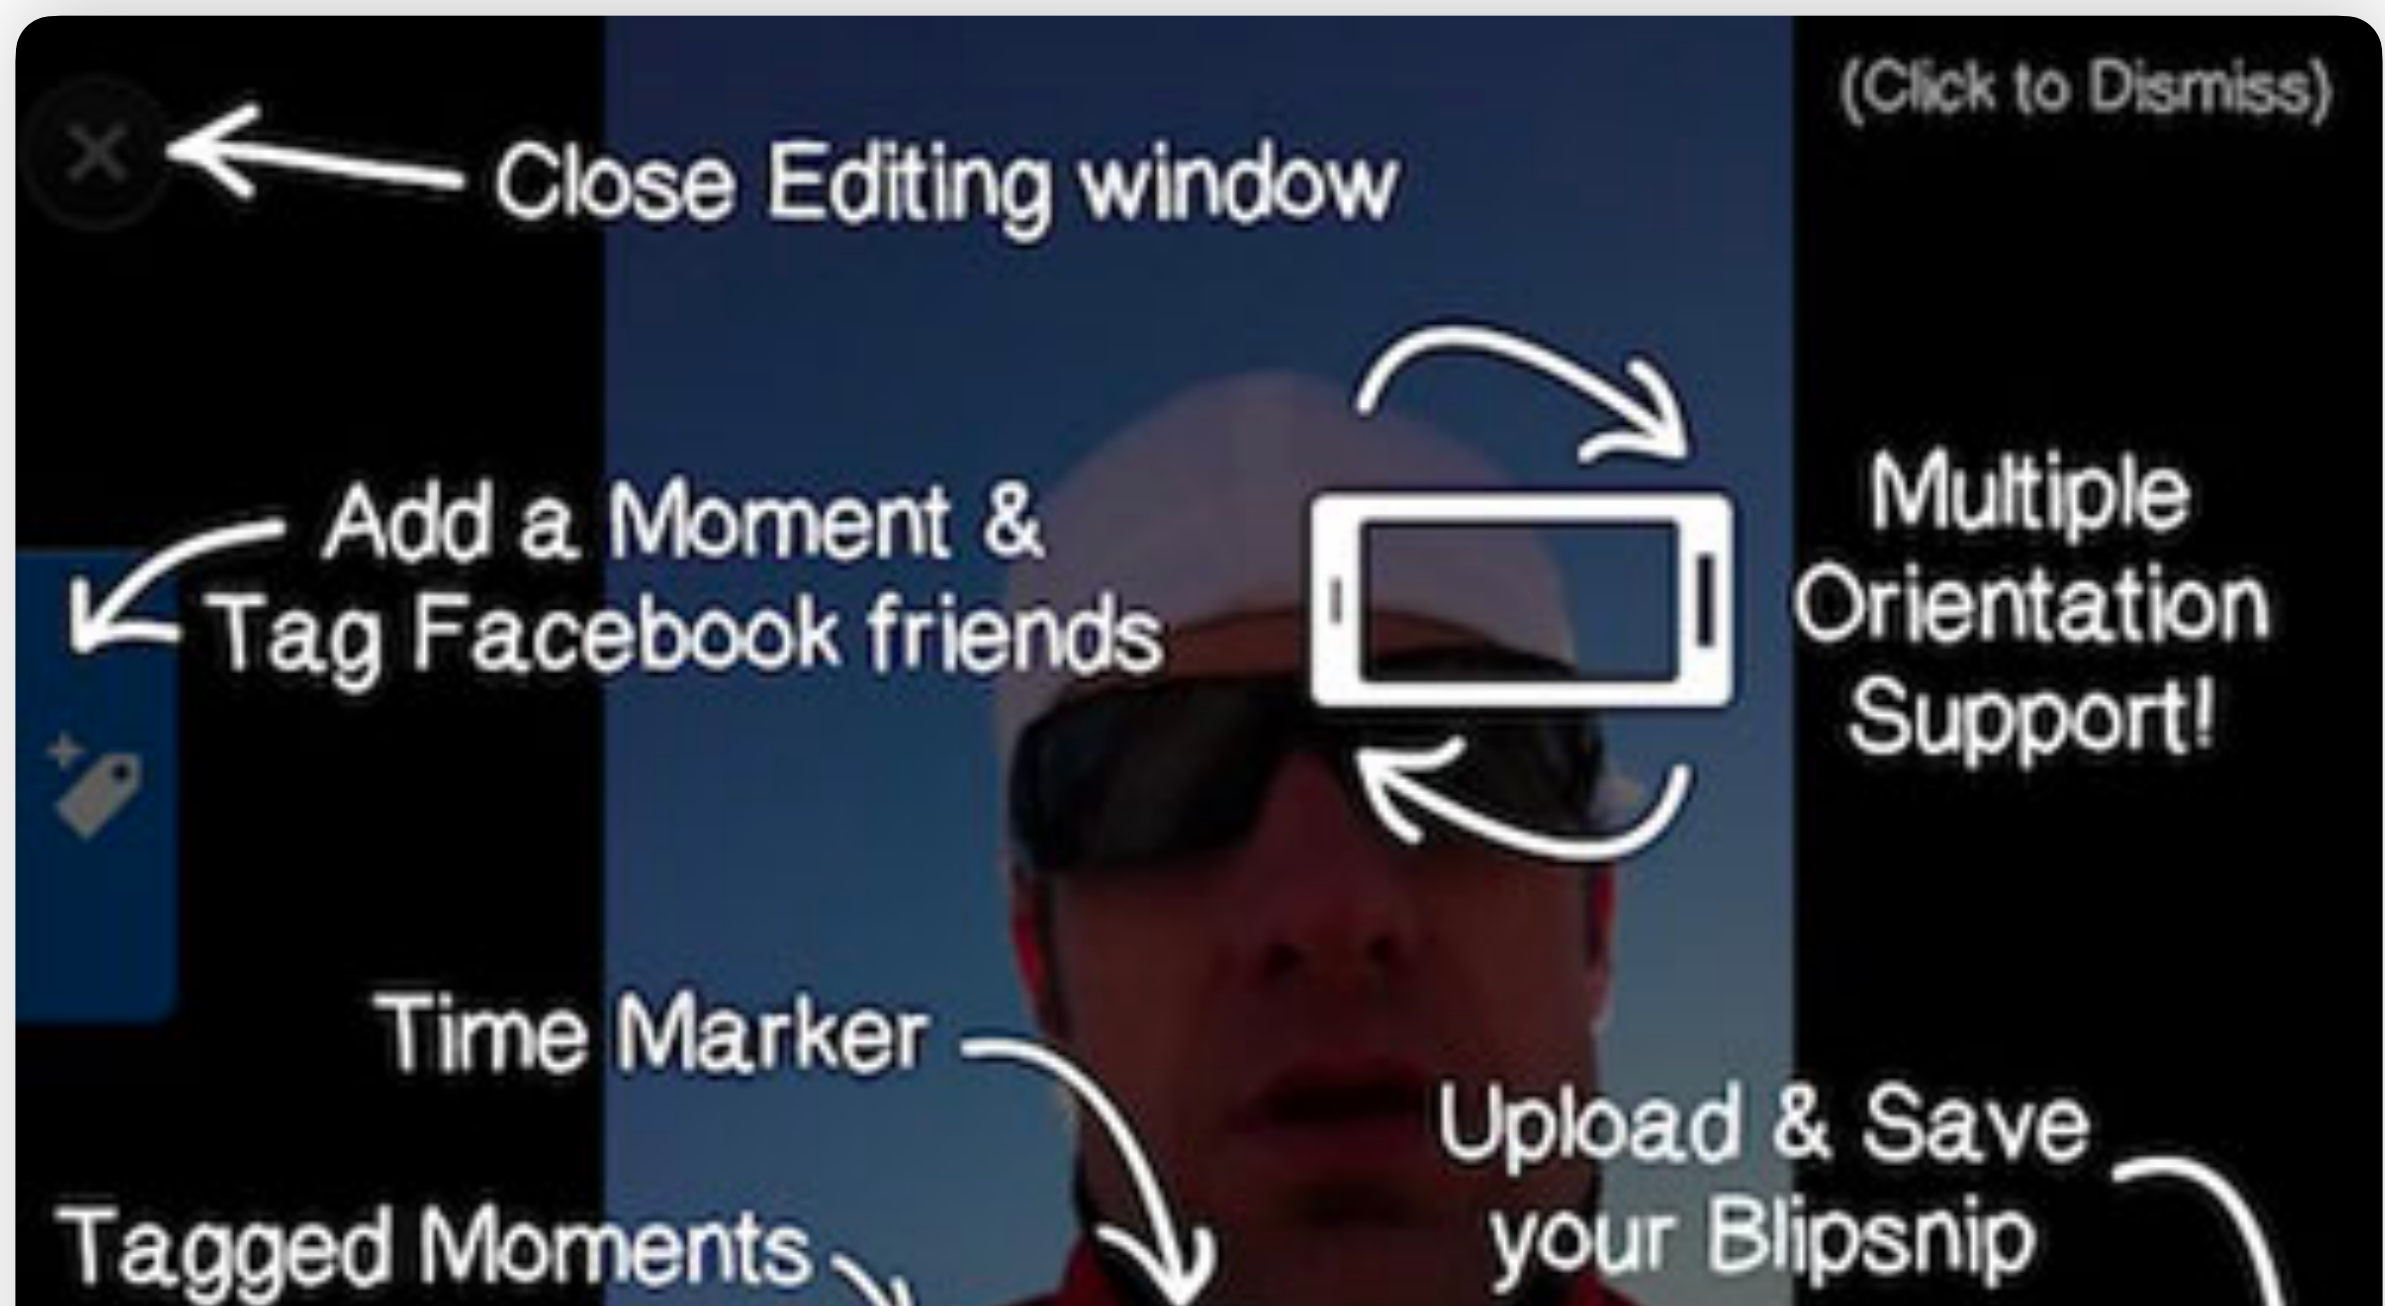 (Click to Dismiss)
Close Editing window
Add a Moment &
Tag Facebook friends
Multiple
Orientation
Support!
Time Marker
Upload & Save
your Blipsnip
Tagged Moments